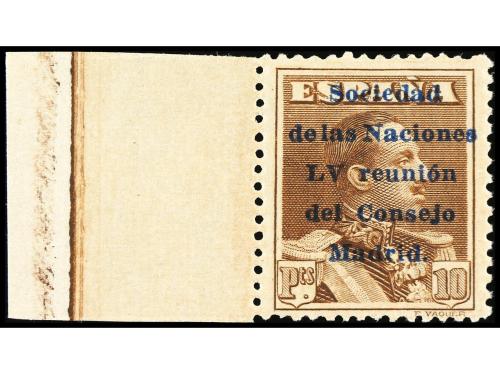 ESPAÑA
Sociedad
de las Naciones
LV reunión
del Consejo
Madrid.
Pts 10
E. VAQUER